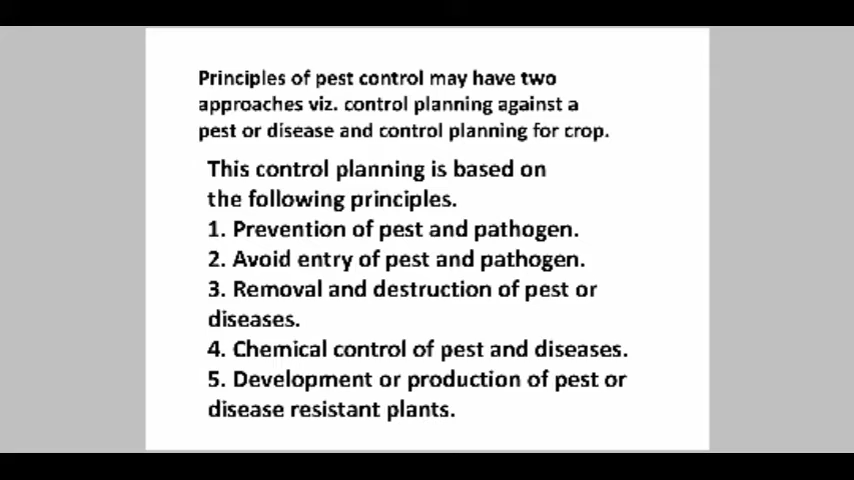 Principles of pest control may have two
approaches viz. control planning against a
pest or disease and control planning for crop.
This control planning is based on
the following principles.
1. Prevention of pest and pathogen.
2. Avoid entry of pest and pathogen.
3. Removal and destruction of pest or
diseases.
4. Chemical control of pest and diseases.
5. Development or production of pest or
disease resistant plants.